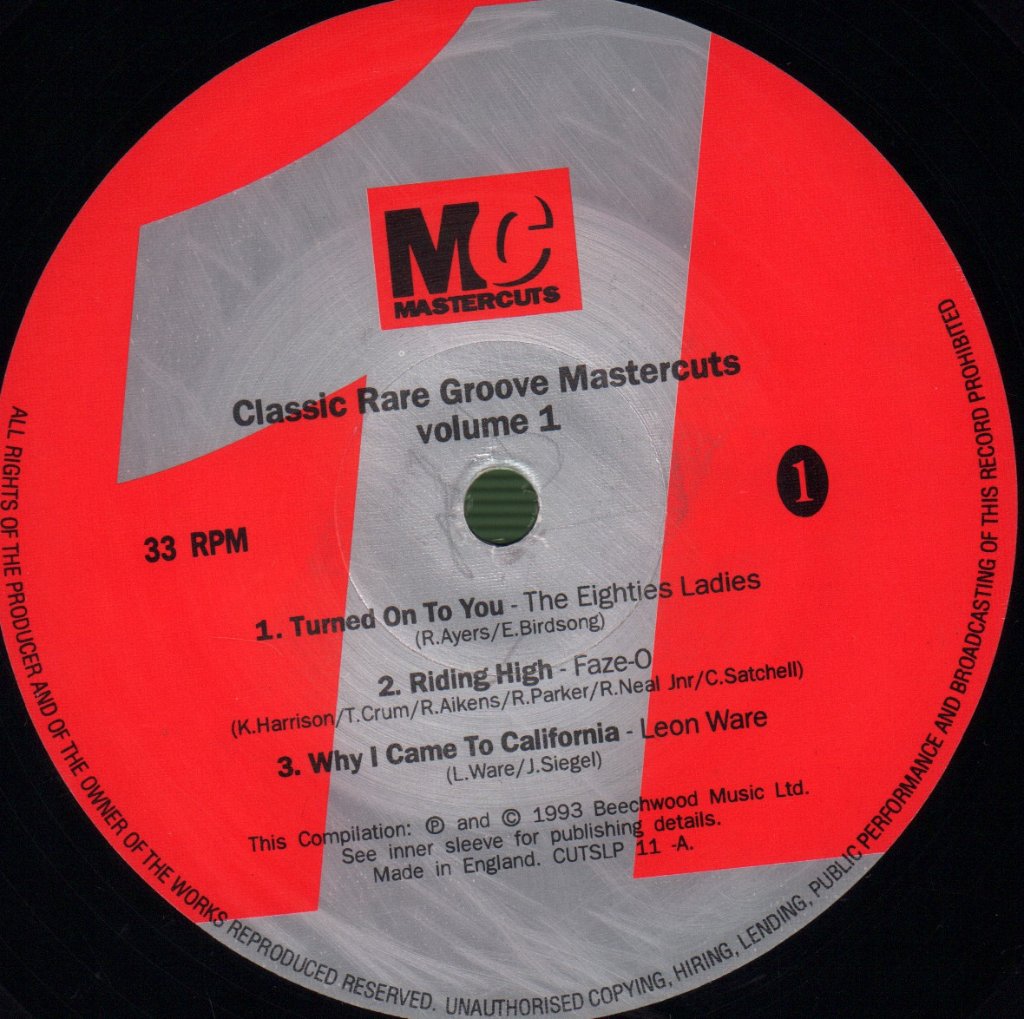 MC
MASTERCUTS
Classic Rare Groove Mastercuts
volume 1
1
33 RPM
1. Turned On To You - The Eighties Ladies
(R.Ayers/E.Birdsong)
2. Riding High - Faze-O
(K.Harrison/T.Crum/R.Aikens/R.Parker/R.Neal Jnr/C.Satchell)
3. Why I Came To California - Leon Ware
(L.Ware/J.Siegel)
This Compilation: ℗ and © 1993 Beechwood Music Ltd.
See inner sleeve for publishing details.
Made in England. CUTSLP 11 -A.
ALL RIGHTS OF THE PRODUCER AND OF THE OWNER OF THE WORKS REPRODUCED RESERVED. UNAUTHORISED COPYING, HIRING, LENDING, PUBLIC PERFORMANCE AND BROADCASTING OF THIS RECORD PROHIBITED
1